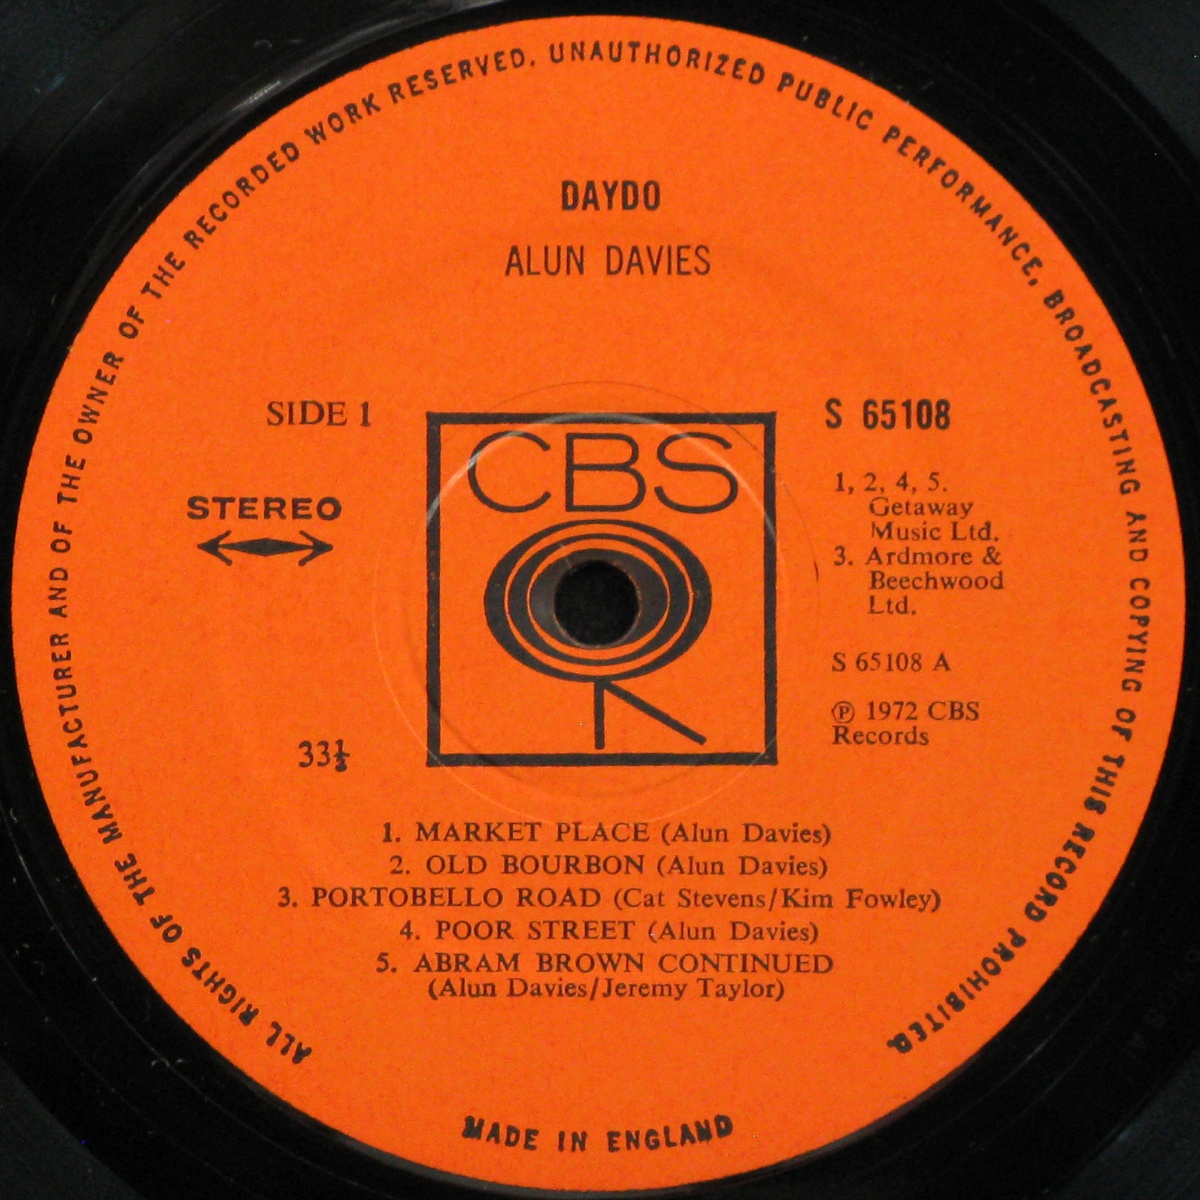 ALL RIGHTS OF THE MANUFACTURER AND OF THE OWNER OF THE RECORDED WORK RESERVED. UNAUTHORIZED PUBLIC PERFORMANCE, BROADCASTING AND COPYING OF THIS RECORD PROHIBITED.
DAYDO
ALUN DAVIES
SIDE 1
STEREO
33⅓
CBS
S 65108
1, 2, 4, 5.
Getaway
Music Ltd.
3. Ardmore &
Beechwood
Ltd.
S 65108 A
℗ 1972 CBS
Records
1. MARKET PLACE (Alun Davies)
2. OLD BOURBON (Alun Davies)
3. PORTOBELLO ROAD (Cat Stevens/Kim Fowley)
4. POOR STREET (Alun Davies)
5. ABRAM BROWN CONTINUED
(Alun Davies/Jeremy Taylor)
MADE IN ENGLAND